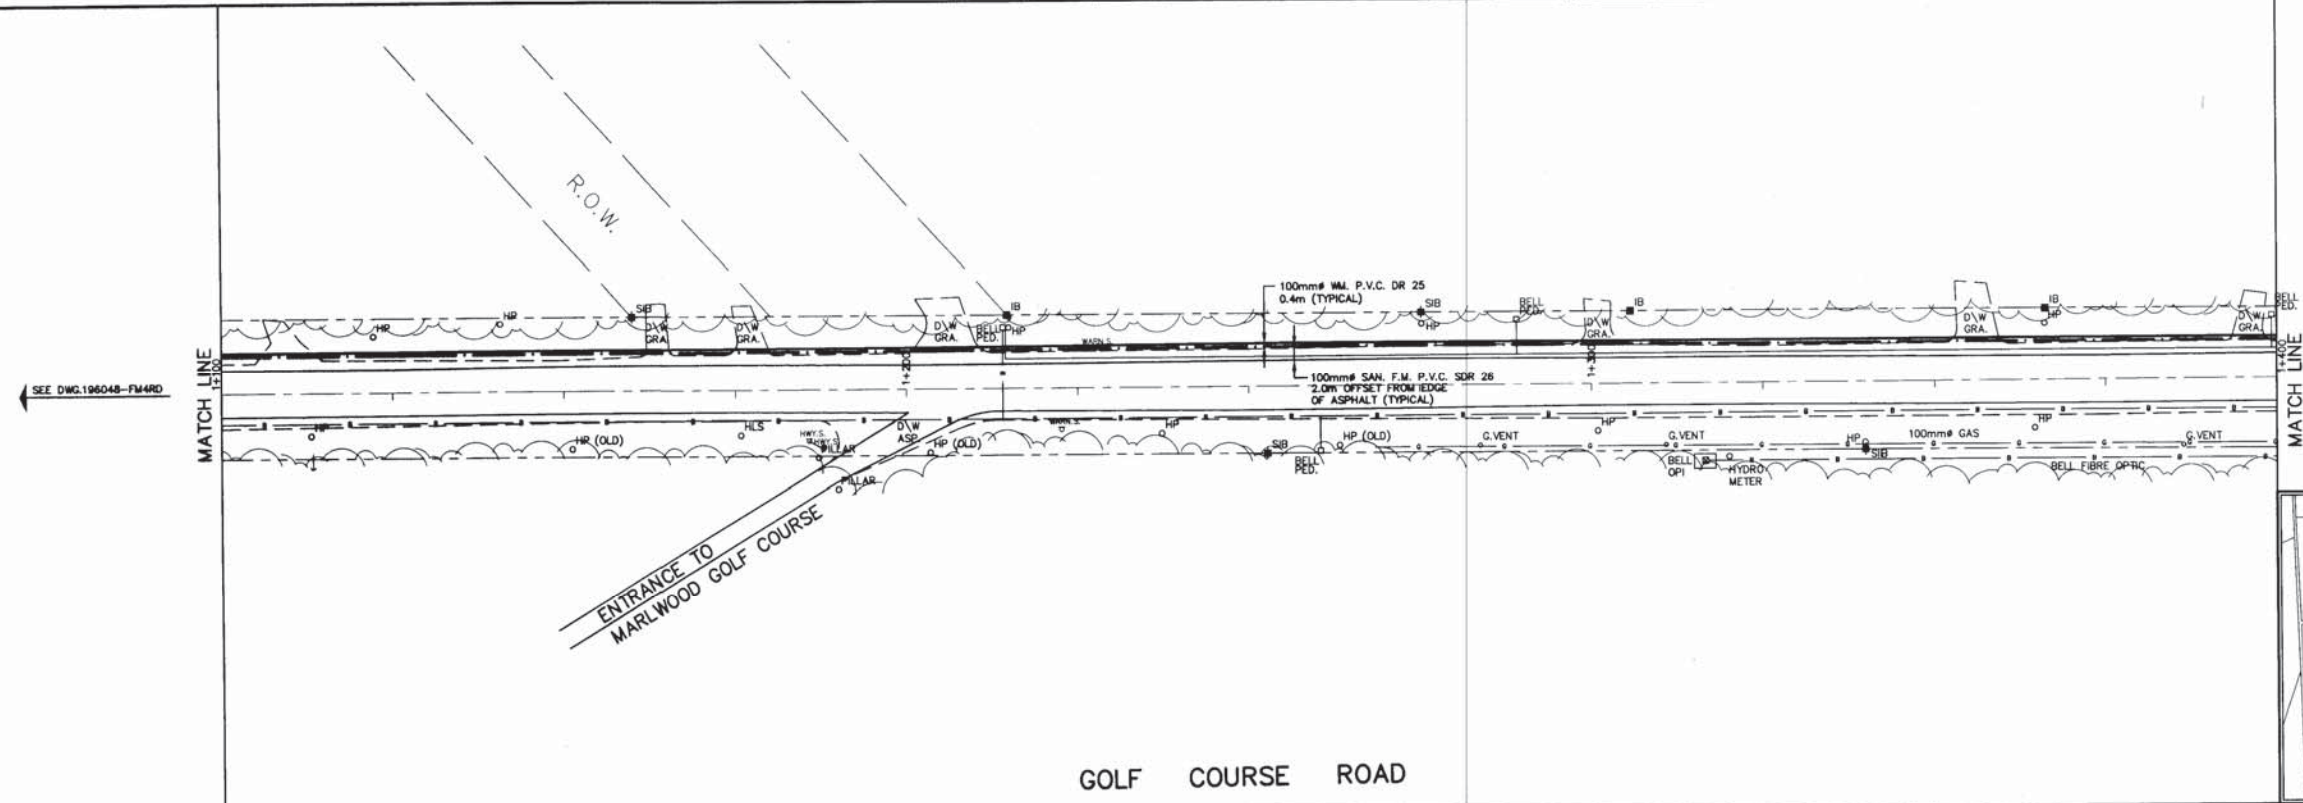 R.O.W.
100mmø WM. P.V.C. DR 25
0.4m (TYPICAL)
HP
HP
SIB
D\W
GRA.
D\W
GRA.
D\W
GRA.
BELL
PED.
IB
HP
WARN.S.
SIB
HP
BELL
PED.
D\W
GRA.
IB
D\W
GRA.
IB
HP
D\W
GRA.
BELL
PED.
MATCH LINE
1+100
1+200
1+300
1+400
MATCH LINE
SEE DWG.196048-FM4RD
100mmø SAN. F.M. P.V.C. SDR 26
2.0m OFFSET FROM EDGE
OF ASPHALT (TYPICAL)
HP
HP (OLD)
HLS
HWY.S.
HWY.S.
PILLAR
PILLAR
D\W
ASP.
HP (OLD)
WARN.S.
HP
SIB
BELL
PED.
HP (OLD)
G.VENT
HP
G.VENT
BELL
OPI
HYDRO
METER
HP
SIB
100mmø GAS
HP
G.VENT
BELL FIBRE OPTIC
ENTRANCE TO
MARLWOOD GOLF COURSE
GOLF COURSE ROAD